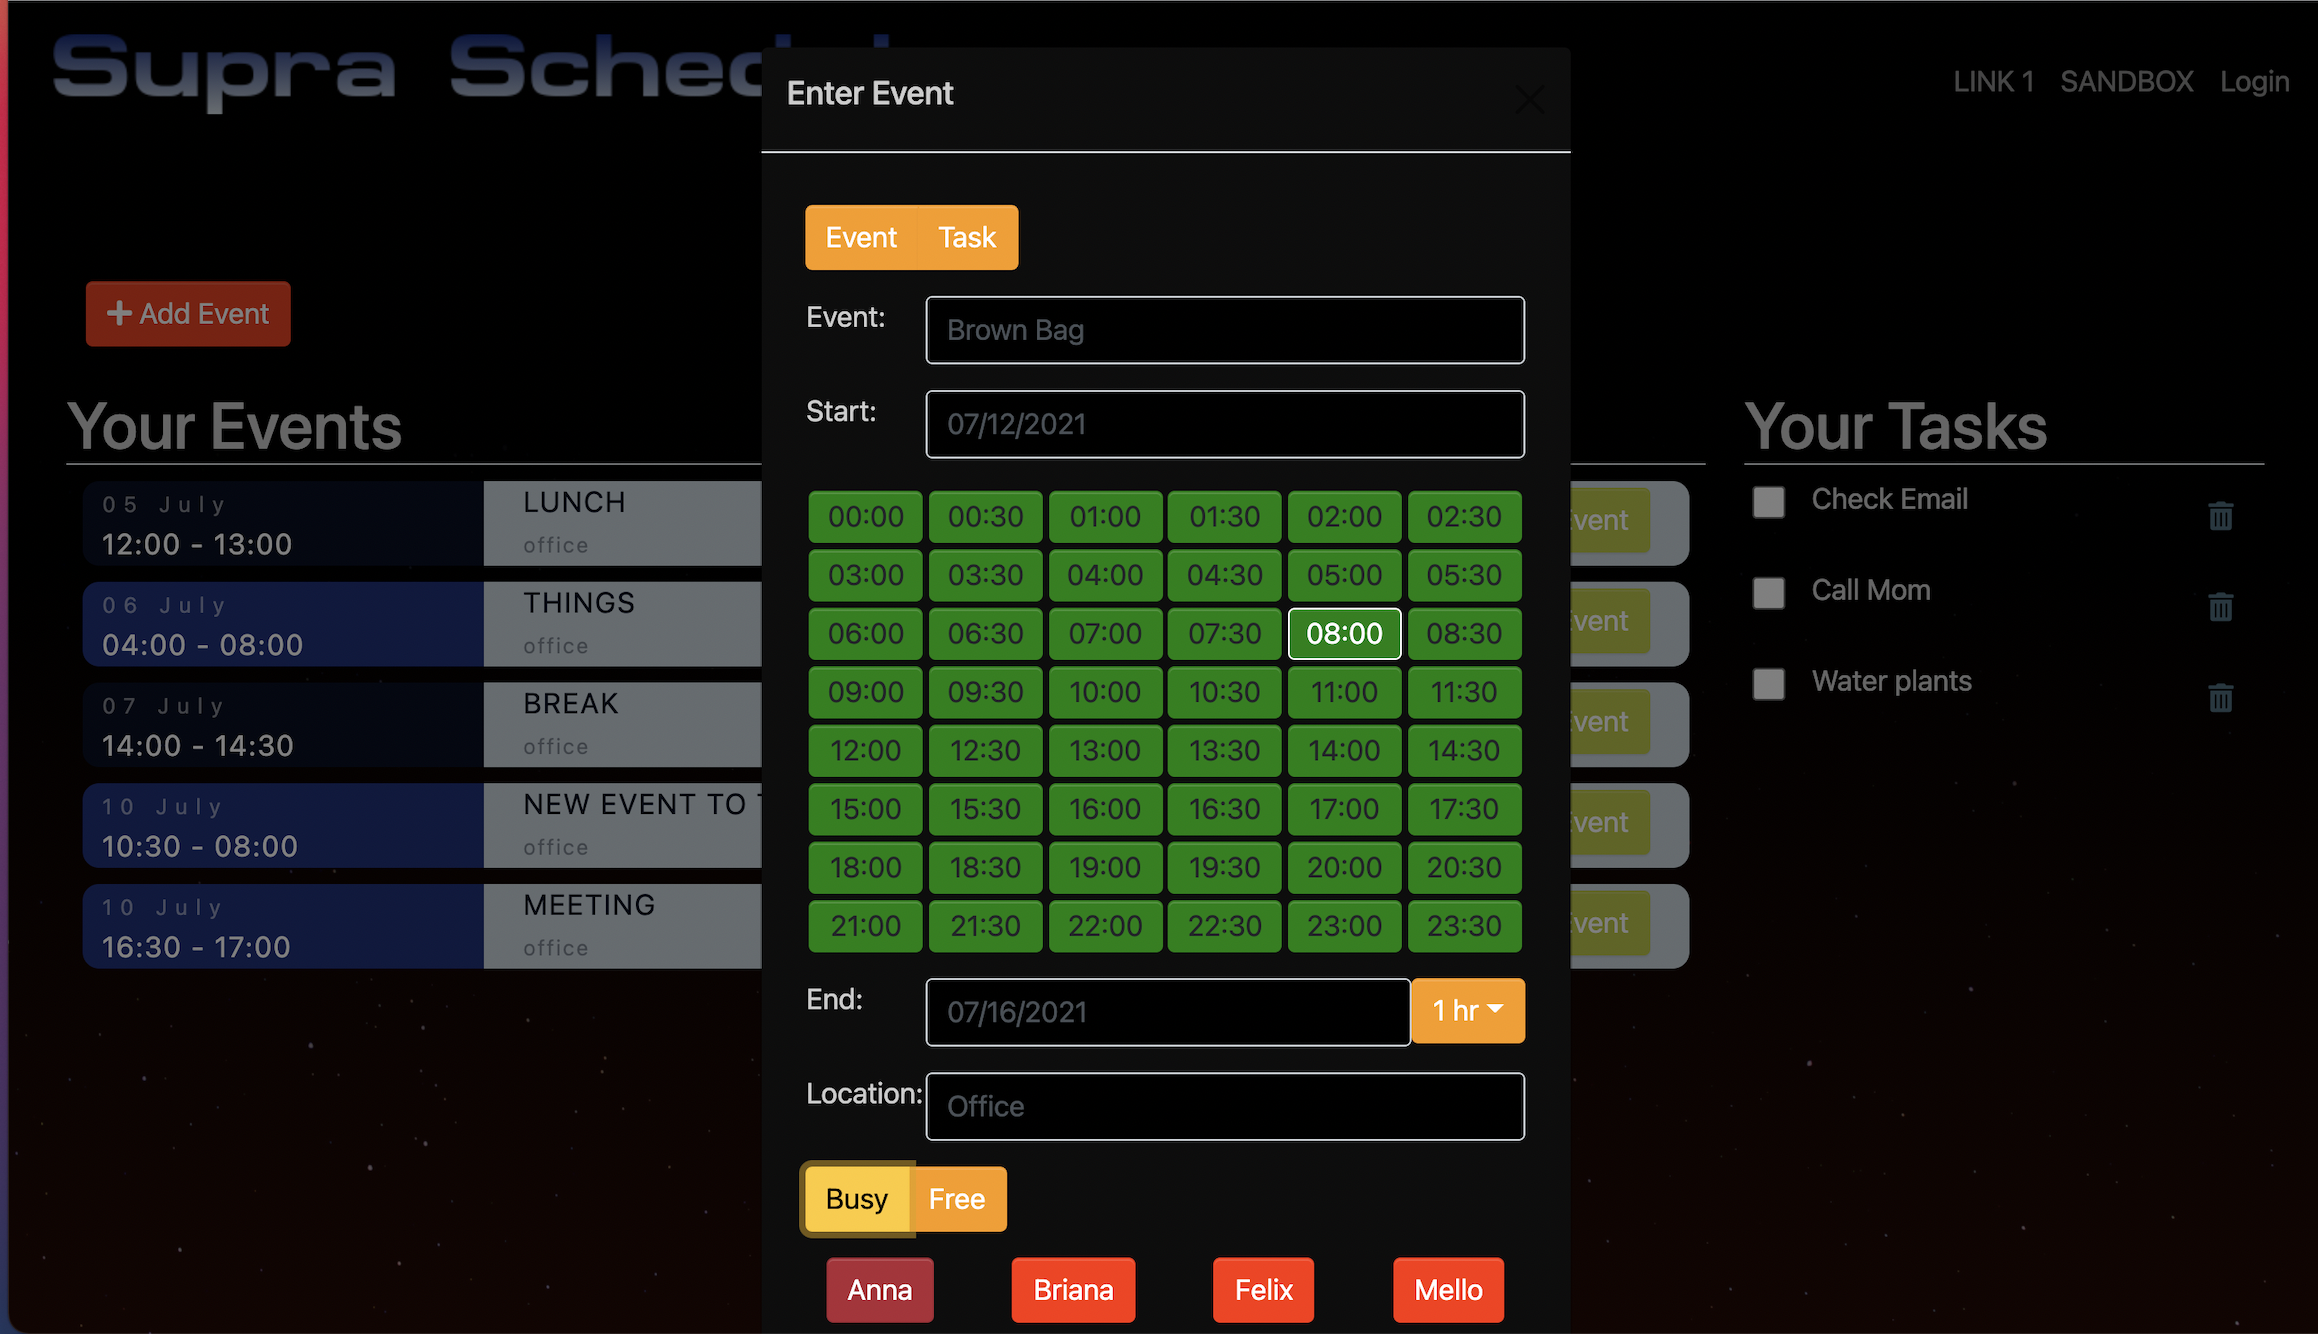 Supra Sched
LINK 1 SANDBOX Login
Add Event
Your Events
05 July
12:00 - 13:00
LUNCH
office
06 July
04:00 - 08:00
THINGS
office
07 July
14:00 - 14:30
BREAK
office
10 July
10:30 - 08:00
NEW EVENT TO
office
10 July
16:30 - 17:00
MEETING
office
Enter Event
Event Task
Event: Brown Bag
Start: 07/12/2021
00:00 00:30 01:00 01:30 02:00 02:30
03:00 03:30 04:00 04:30 05:00 05:30
06:00 06:30 07:00 07:30 08:00 08:30
09:00 09:30 10:00 10:30 11:00 11:30
12:00 12:30 13:00 13:30 14:00 14:30
15:00 15:30 16:00 16:30 17:00 17:30
18:00 18:30 19:00 19:30 20:00 20:30
21:00 21:30 22:00 22:30 23:00 23:30
End: 07/16/2021 1 hr
Location: Office
Busy Free
Anna Briana Felix Mello
vent
vent
vent
vent
vent
Your Tasks
Check Email
Call Mom
Water plants